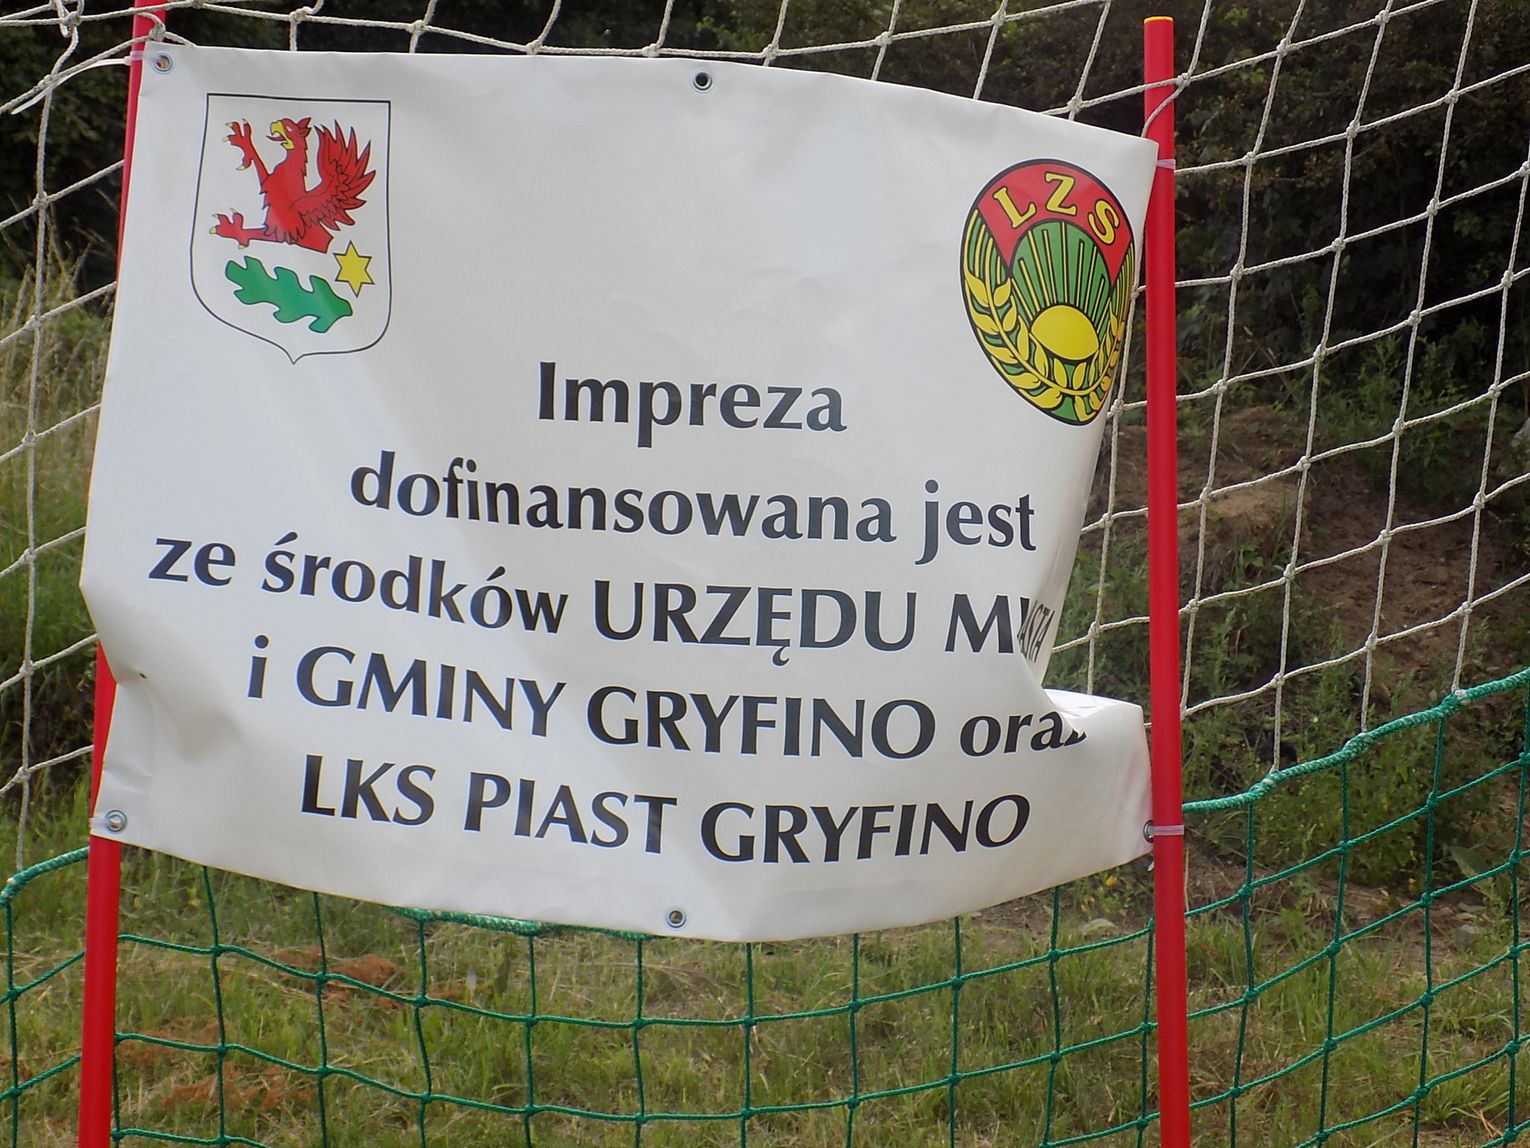 LZS
Impreza
dofinansowana jest
ze środków URZĘDU MIASTA
i GMINY GRYFINO oraz
LKS PIAST GRYFINO